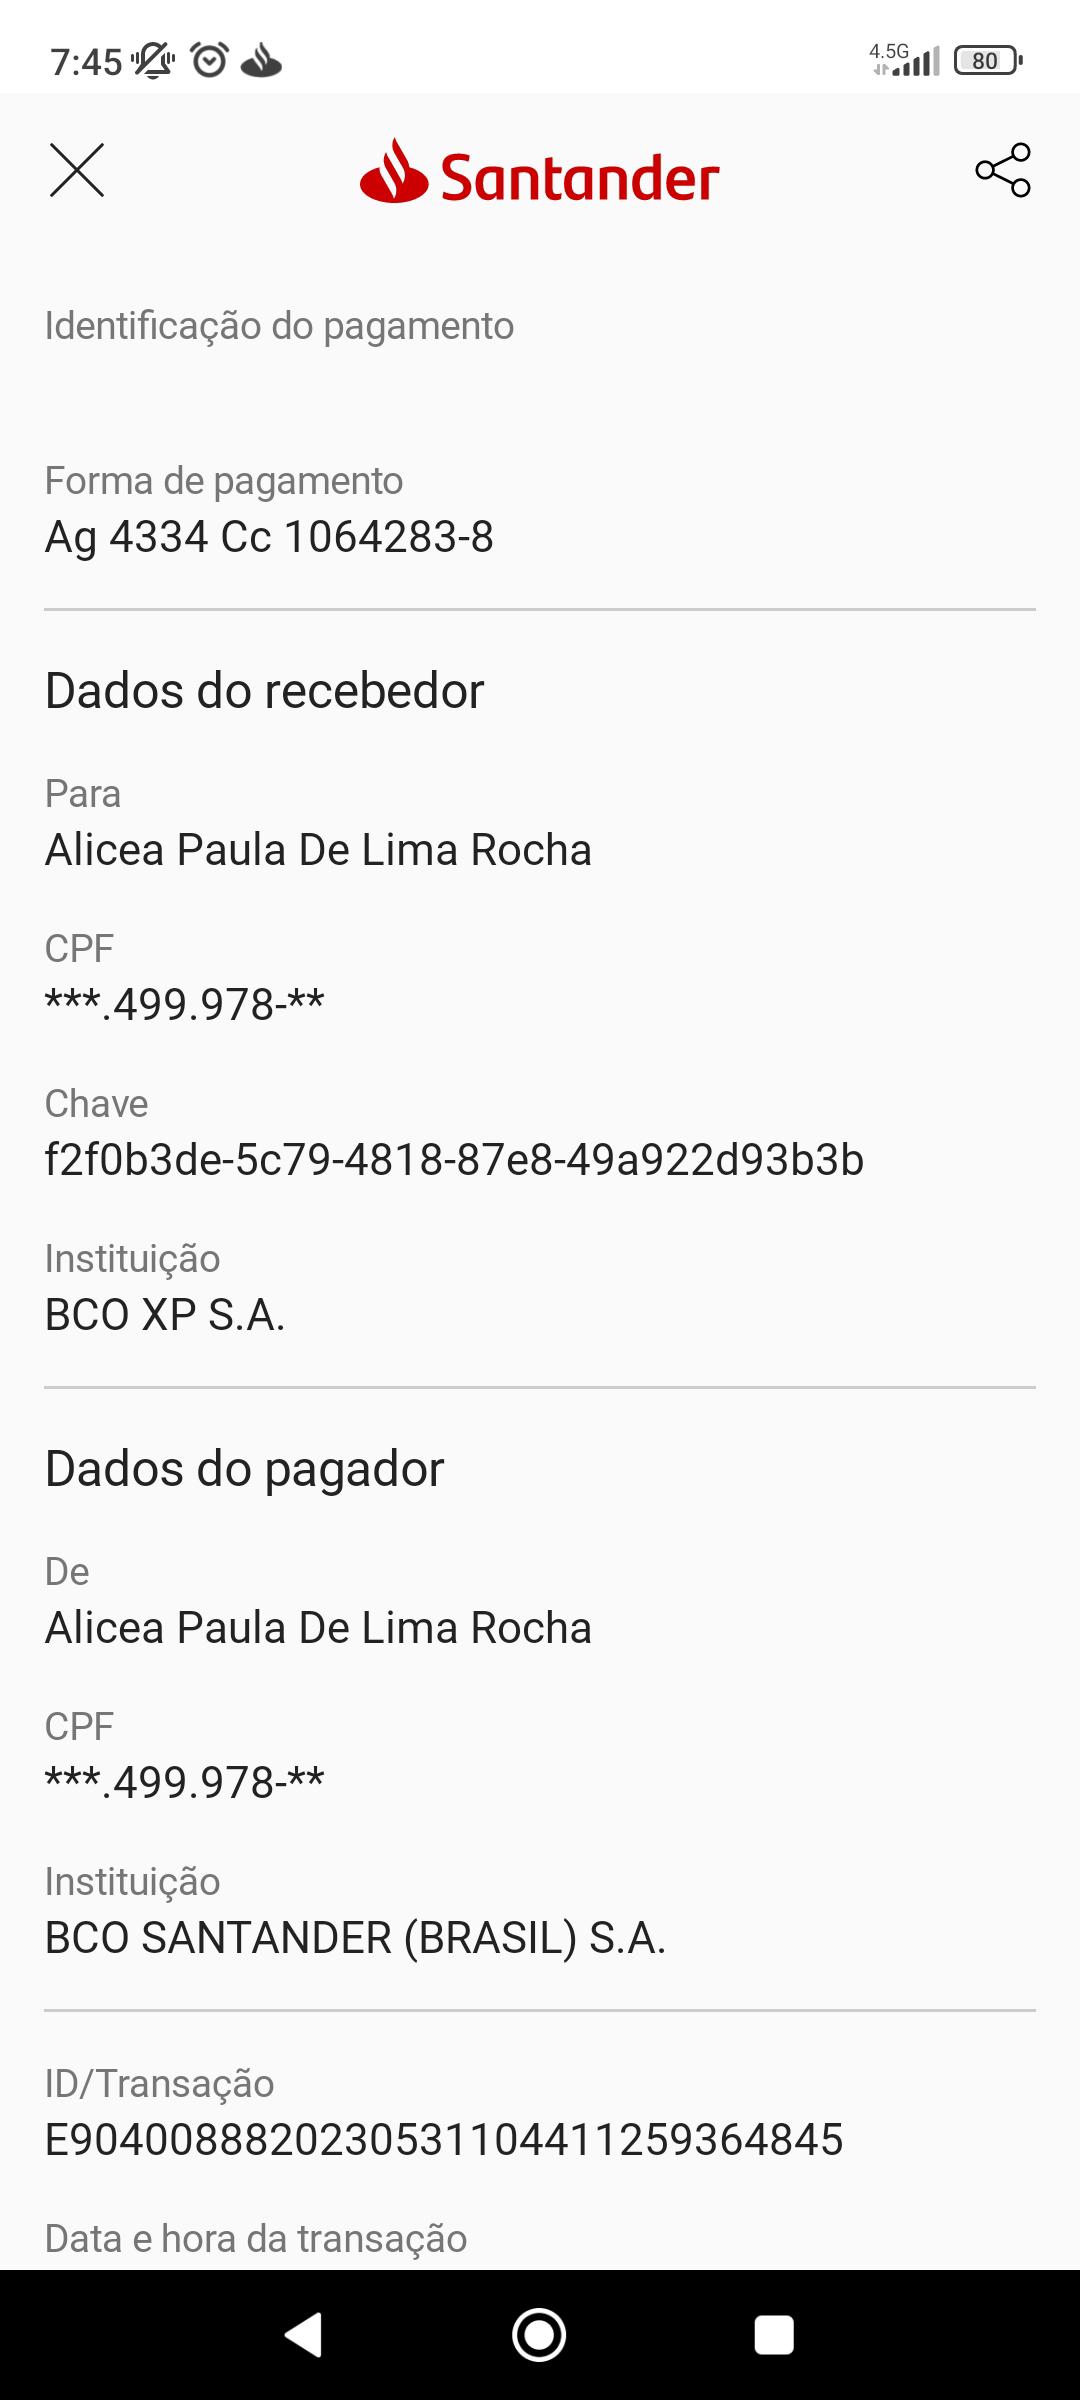 7:45
4.5G
80
Santander
Identificação do pagamento
Forma de pagamento
Ag 4334 Cc 1064283-8
Dados do recebedor
Para
Alicea Paula De Lima Rocha
CPF
***.499.978-**
Chave
f2f0b3de-5c79-4818-87e8-49a922d93b3b
Instituição
BCO XP S.A.
Dados do pagador
De
Alicea Paula De Lima Rocha
CPF
***.499.978-**
Instituição
BCO SANTANDER (BRASIL) S.A.
ID/Transação
E9040088820230531104411259364845
Data e hora da transação